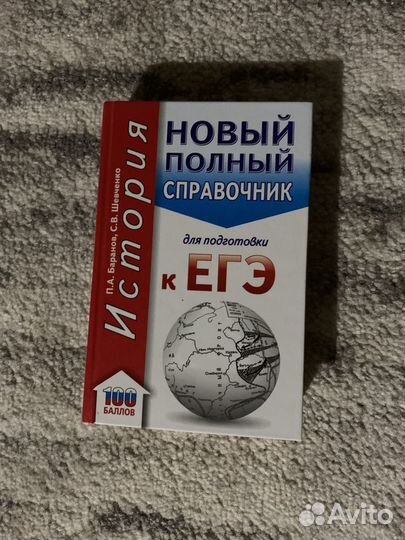 История
П.А. Баранов, С.В. Шевченко
НОВЫЙ
ПОЛНЫЙ
СПРАВОЧНИК
для подготовки
к ЕГЭ
100
БАЛЛОВ
Avito